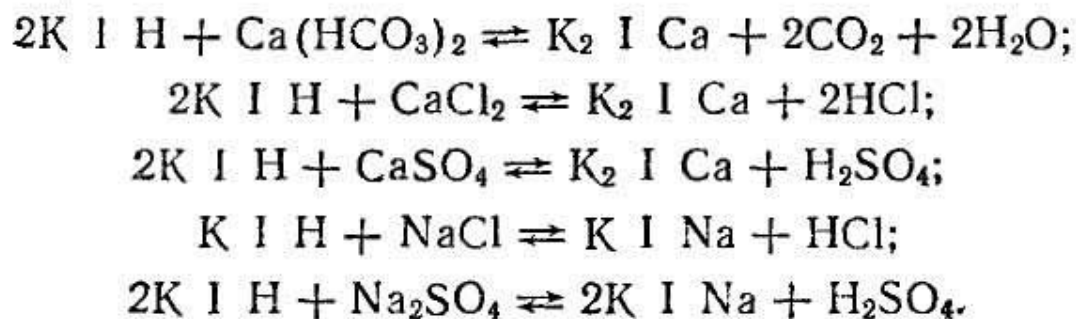 2K I H + Ca(HCO₃)₂ ⇌ K₂ I Ca + 2CO₂ + 2H₂O;
2K I H + CaCl₂ ⇌ K₂ I Ca + 2HCl;
2K I H + CaSO₄ ⇌ K₂ I Ca + H₂SO₄;
K I H + NaCl ⇌ K I Na + HCl;
2K I H + Na₂SO₄ ⇌ 2K I Na + H₂SO₄.